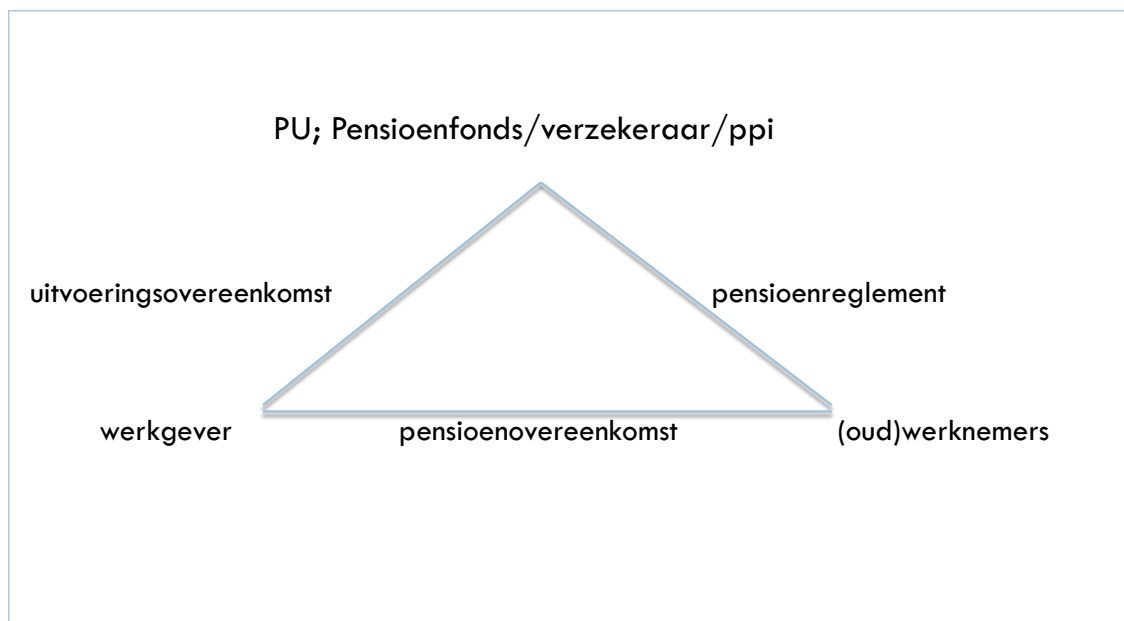 PU; Pensioenfonds/verzekeraar/ppi
uitvoeringsovereenkomst
pensioenreglement
werkgever
pensioenovereenkomst
(oud)werknemers